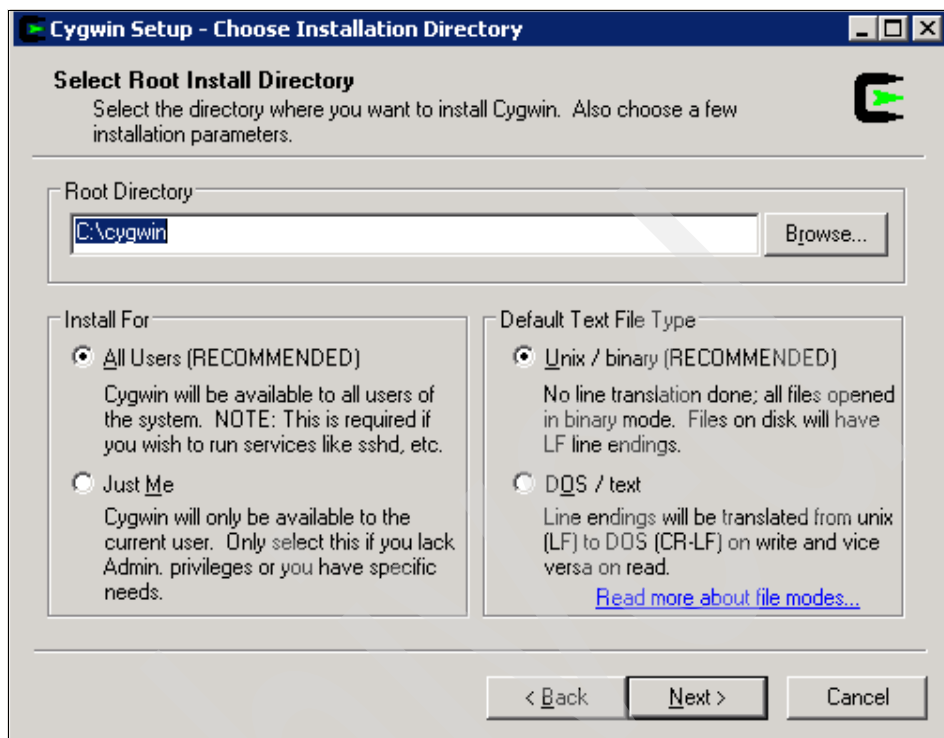 Cygwin Setup - Choose Installation Directory
Select Root Install Directory
Select the directory where you want to install Cygwin.  Also choose a few
installation parameters.
Root Directory
C:\cygwin
Browse...
Install For
All Users (RECOMMENDED)
Cygwin will be available to all users of
the system.  NOTE: This is required if
you wish to run services like sshd, etc.
Just Me
Cygwin will only be available to the
current user.  Only select this if you lack
Admin. privileges or you have specific
needs.
Default Text File Type
Unix / binary (RECOMMENDED)
No line translation done; all files opened
in binary mode.  Files on disk will have
LF line endings.
DOS / text
Line endings will be translated from unix
(LF) to DOS (CR-LF) on write and vice
versa on read.
Read more about file modes...
< Back
Next >
Cancel